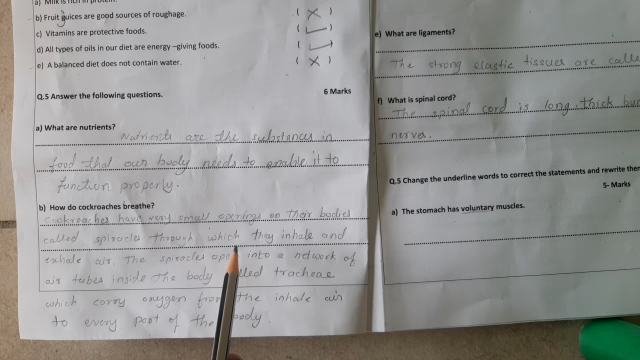 a) Milk is rich in protein.
b) Fruit juices are good sources of roughage. ( × )
c) Vitamins are protective foods. ( ✓ )
d) All types of oils in our diet are energy –giving foods. ( ✓ )
e) A balanced diet does not contain water. ( × )
Q.5 Answer the following questions. 6 Marks
a) What are nutrients?
Nutrients are the substances in
food that our body needs to enable it to
function properly.
b) How do cockroaches breathe?
Cockroaches have very small openings on their bodies
called spiracles through which they inhale and
exhale air The spiracles open into a network of
air tubes inside the body called tracheae
which carry oxygen from the inhale air
to every part of the body.
e) What are ligaments?
The strong elastic tissues are
f) What is spinal cord?
The spinal cord is long, thick
nerves.
Q.5 Change the underline words to correct the statements and rewrite
5- Marks
a) The stomach has voluntary muscles.